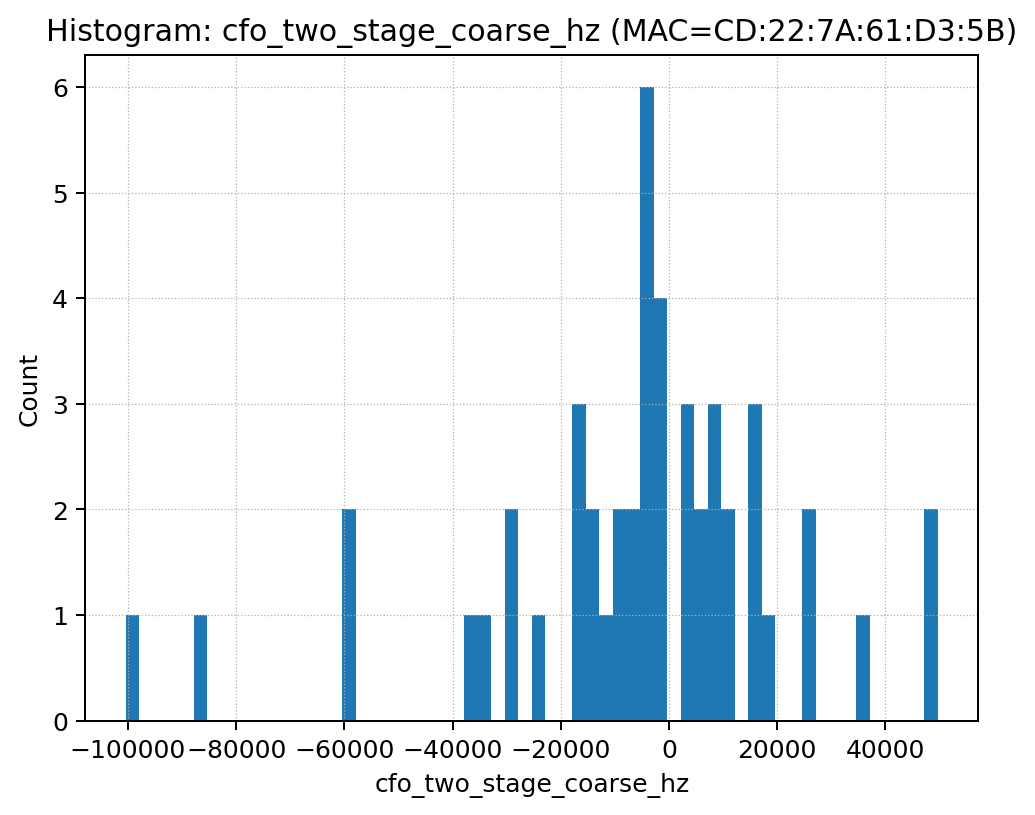 Histogram: cfo_two_stage_coarse_hz (MAC=CD:22:7A:61:D3:5B)
6
5
4
3
2
1
0
Count
−100000 −80000 −60000 −40000 −20000 0 20000 40000
cfo_two_stage_coarse_hz